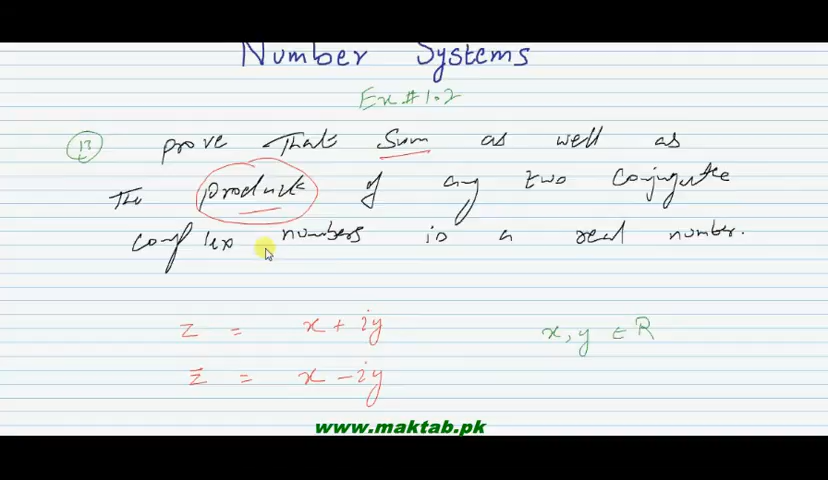 Number Systems
Ex # 1.2
13 prove that Sum as well as
The product of any two Conjugate
complex numbers is a real number.
z = x + iy x, y ∈ R
z̄ = x - iy
www.maktab.pk